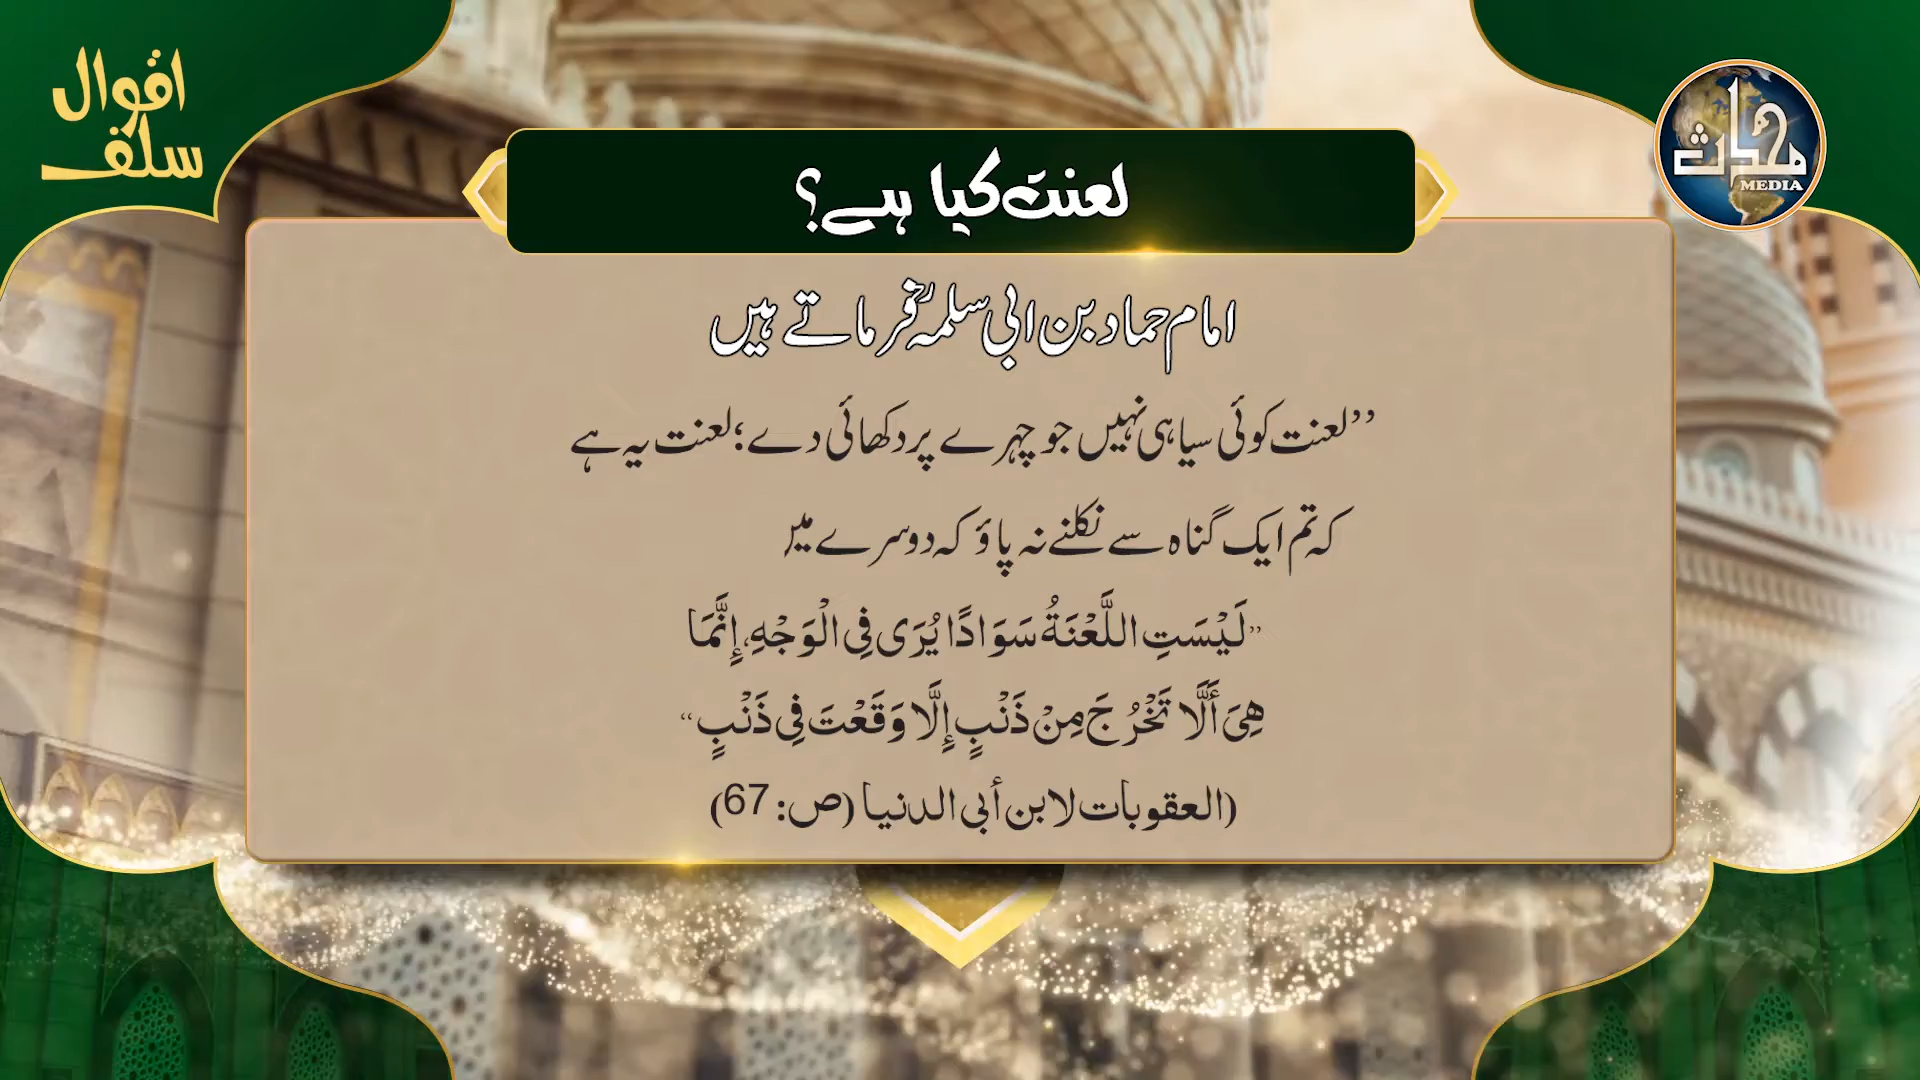 اقوال
سلف
محدث
MEDIA
لعنت کیا ہے؟
امام حماد بن ابی سلمہؒ فرماتے ہیں
’’لعنت کوئی سیاہی نہیں جو چہرے پر دکھائی دے؛ لعنت یہ ہے
کہ تم ایک گناہ سے نکلنے نہ پاؤ کہ دوسرے میں
”لَيْسَتِ اللَّعْنَةُ سَوَادًا يُرَى فِي الْوَجْهِ، إِنَّمَا
هِيَ أَلَّا تَخْرُجَ مِنْ ذَنْبٍ إِلَّا وَقَعْتَ فِي ذَنْبٍ“
(العقوبات لابن أبي الدنيا (ص: 67)